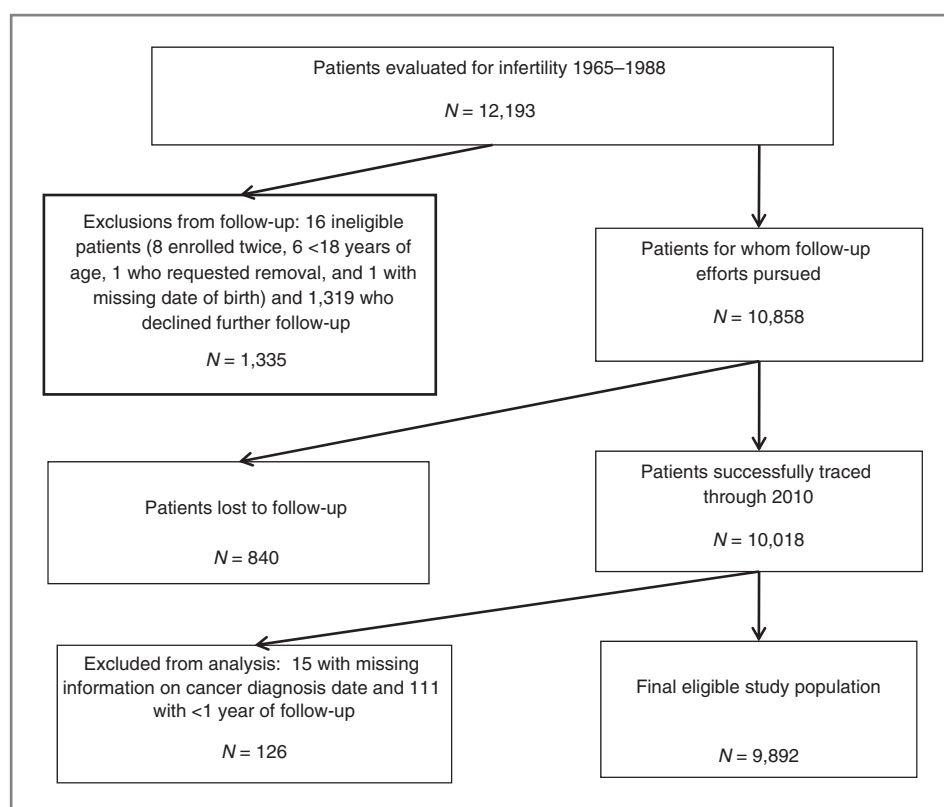 Patients evaluated for infertility 1965–1988
N = 12,193
Exclusions from follow-up: 16 ineligible
patients (8 enrolled twice, 6 <18 years of
age, 1 who requested removal, and 1 with
missing date of birth) and 1,319 who
declined further follow-up
N = 1,335
Patients for whom follow-up
efforts pursued
N = 10,858
Patients lost to follow-up
N = 840
Patients successfully traced
through 2010
N = 10,018
Excluded from analysis: 15 with missing
information on cancer diagnosis date and 111
with <1 year of follow-up
N = 126
Final eligible study population
N = 9,892